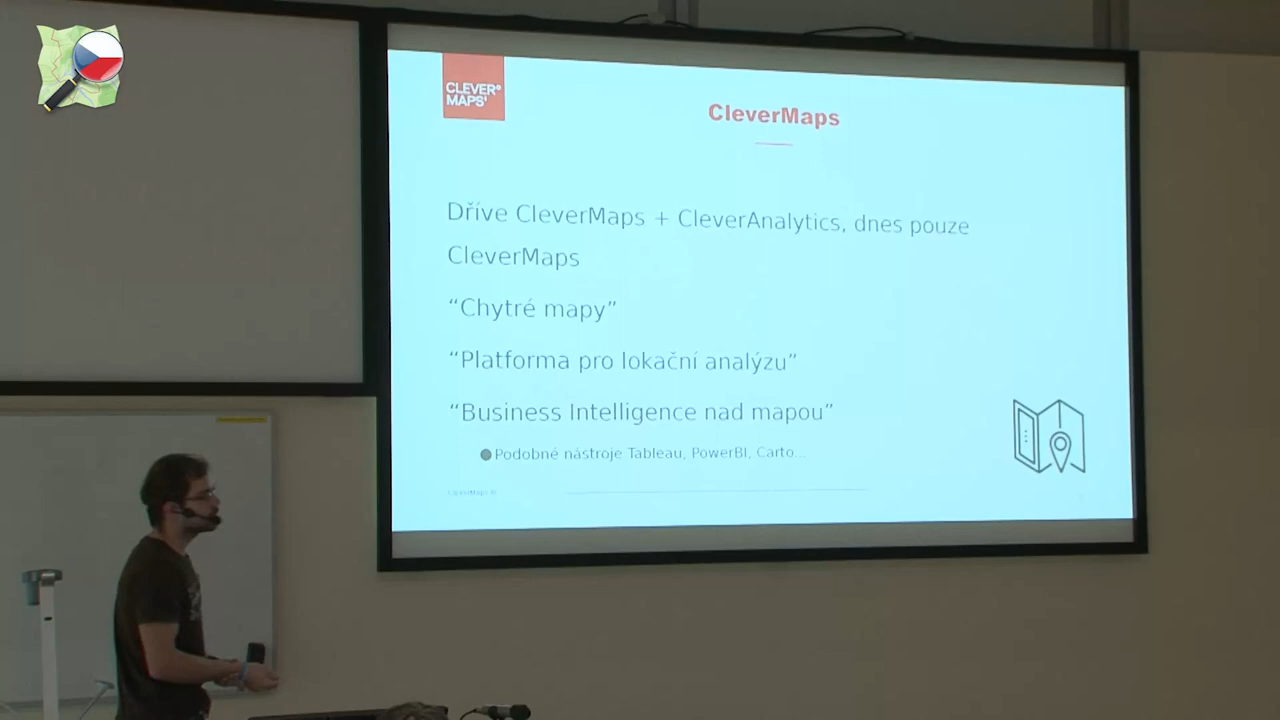 CLEVER®
MAPS'
CleverMaps
Dříve CleverMaps + CleverAnalytics, dnes pouze
CleverMaps
“Chytré mapy”
“Platforma pro lokační analýzu”
“Business Intelligence nad mapou”
Podobné nástroje Tableau, PowerBI, Carto...
CleverMaps ®